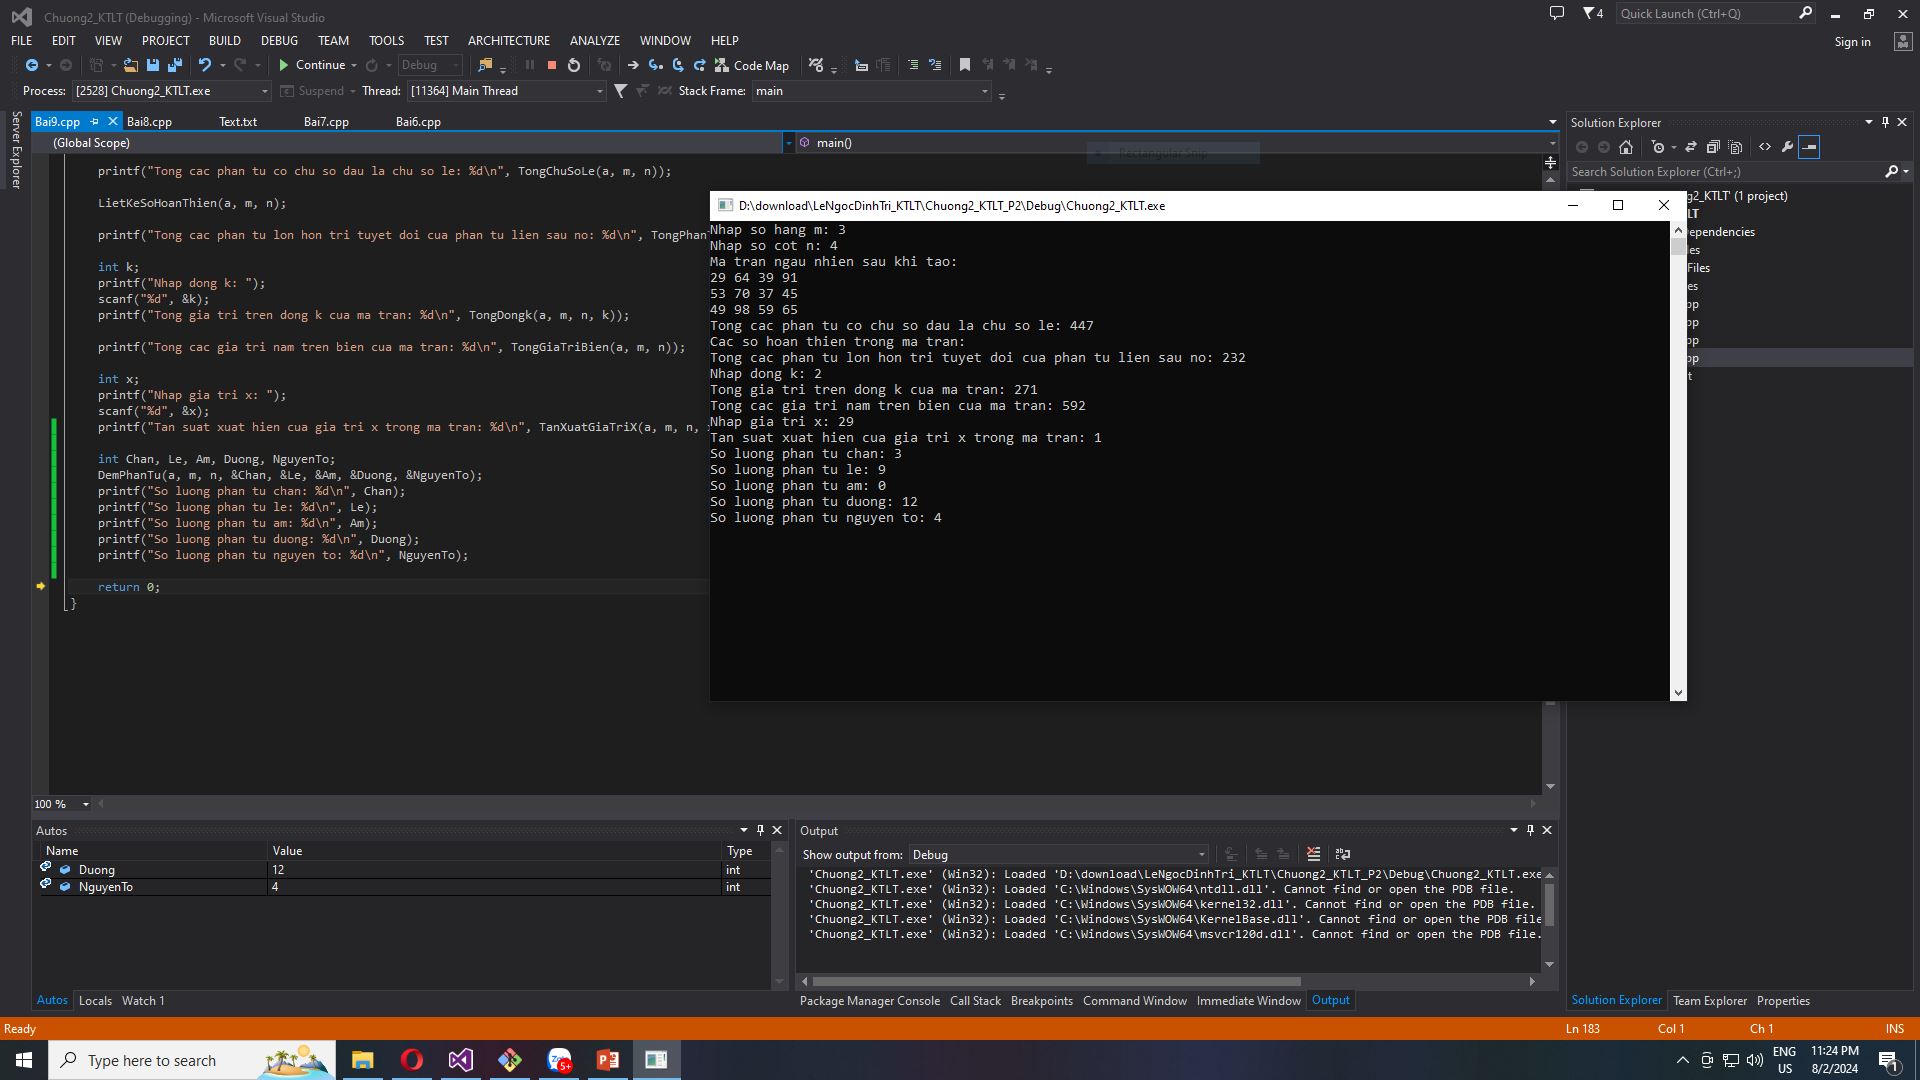 Chuong2_KTLT (Debugging) - Microsoft Visual Studio
4
Quick Launch (Ctrl+Q)
FILE EDIT VIEW PROJECT BUILD DEBUG TEAM TOOLS TEST ARCHITECTURE ANALYZE WINDOW HELP
Sign in
Continue Debug Code Map
Process: [2528] Chuong2_KTLT.exe Suspend Thread: [11364] Main Thread Stack Frame: main
Server Explorer
Bai9.cpp Bai8.cpp Text.txt Bai7.cpp Bai6.cpp
(Global Scope) main()
Rectangular Snip
printf("Tong cac phan tu co chu so dau la chu so le: %d\n", TongChuSoLe(a, m, n));
LietKeSoHoanThien(a, m, n);
printf("Tong cac phan tu lon hon tri tuyet doi cua phan tu lien sau no: %d\n", TongPhan
int k;
printf("Nhap dong k: ");
scanf("%d", &k);
printf("Tong gia tri tren dong k cua ma tran: %d\n", TongDongk(a, m, n, k));
printf("Tong cac gia tri nam tren bien cua ma tran: %d\n", TongGiaTriBien(a, m, n));
int x;
printf("Nhap gia tri x: ");
scanf("%d", &x);
printf("Tan suat xuat hien cua gia tri x trong ma tran: %d\n", TanXuatGiaTriX(a, m, n,
int Chan, Le, Am, Duong, NguyenTo;
DemPhanTu(a, m, n, &Chan, &Le, &Am, &Duong, &NguyenTo);
printf("So luong phan tu chan: %d\n", Chan);
printf("So luong phan tu le: %d\n", Le);
printf("So luong phan tu am: %d\n", Am);
printf("So luong phan tu duong: %d\n", Duong);
printf("So luong phan tu nguyen to: %d\n", NguyenTo);
return 0;
}
D:\download\LeNgocDinhTri_KTLT\Chuong2_KTLT_P2\Debug\Chuong2_KTLT.exe
Nhap so hang m: 3
Nhap so cot n: 4
Ma tran ngau nhien sau khi tao:
29 64 39 91
53 70 37 45
49 98 59 65
Tong cac phan tu co chu so dau la chu so le: 447
Cac so hoan thien trong ma tran:
Tong cac phan tu lon hon tri tuyet doi cua phan tu lien sau no: 232
Nhap dong k: 2
Tong gia tri tren dong k cua ma tran: 271
Tong cac gia tri nam tren bien cua ma tran: 592
Nhap gia tri x: 29
Tan suat xuat hien cua gia tri x trong ma tran: 1
So luong phan tu chan: 3
So luong phan tu le: 9
So luong phan tu am: 0
So luong phan tu duong: 12
So luong phan tu nguyen to: 4
Solution Explorer
Search Solution Explorer (Ctrl+;)
g2_KTLT' (1 project)
LT
ependencies
les
Files
es
pp
pp
pp
pp
t
100 %
Autos
Name Value Type
Duong 12 int
NguyenTo 4 int
Autos Locals Watch 1
Output
Show output from: Debug
'Chuong2_KTLT.exe' (Win32): Loaded 'D:\download\LeNgocDinhTri_KTLT\Chuong2_KTLT_P2\Debug\Chuong2_KTLT.exe
'Chuong2_KTLT.exe' (Win32): Loaded 'C:\Windows\SysWOW64\ntdll.dll'. Cannot find or open the PDB file.
'Chuong2_KTLT.exe' (Win32): Loaded 'C:\Windows\SysWOW64\kernel32.dll'. Cannot find or open the PDB file.
'Chuong2_KTLT.exe' (Win32): Loaded 'C:\Windows\SysWOW64\KernelBase.dll'. Cannot find or open the PDB file
'Chuong2_KTLT.exe' (Win32): Loaded 'C:\Windows\SysWOW64\msvcr120d.dll'. Cannot find or open the PDB file.
Package Manager Console Call Stack Breakpoints Command Window Immediate Window Output
Solution Explorer Team Explorer Properties
Ready Ln 183 Col 1 Ch 1 INS
Type here to search
5+
ENG
US
11:24 PM
8/2/2024
1